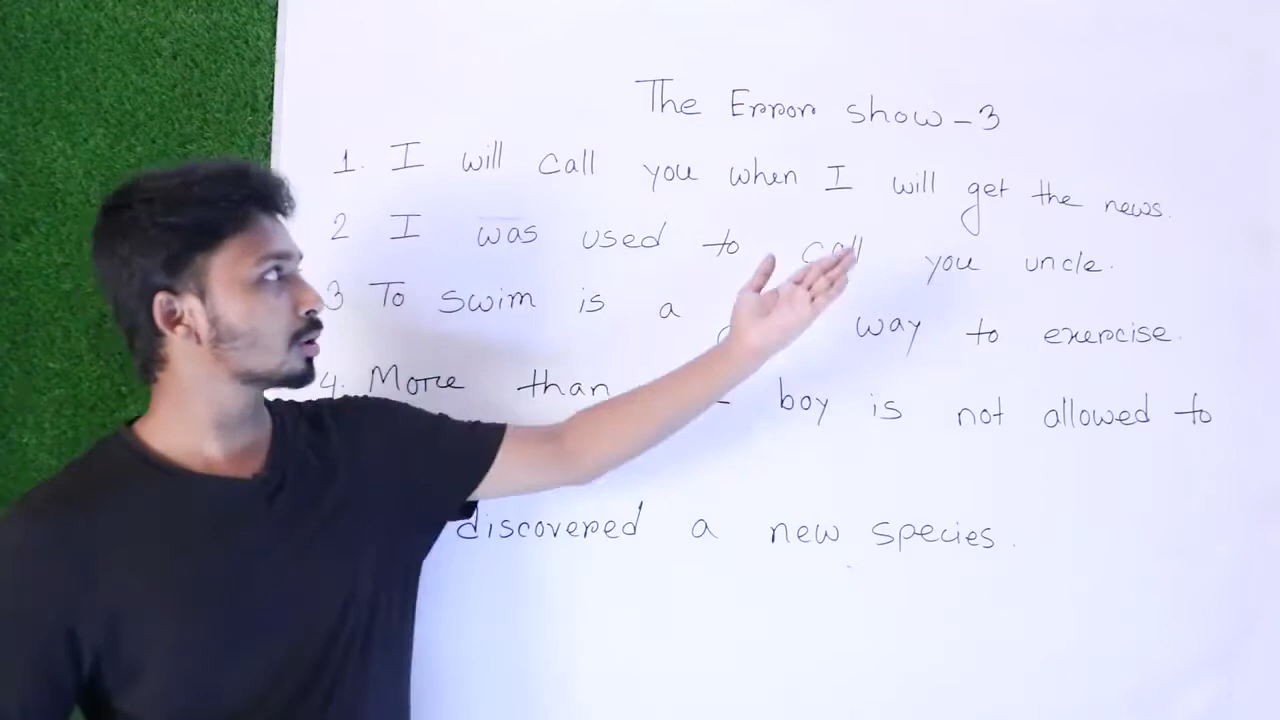 The Error show - 3
1. I will call you when I will get the news.
2 I was used to call you uncle.
3 To swim is a way to exercise.
4. More than boy is not allowed to
discovered a new species.